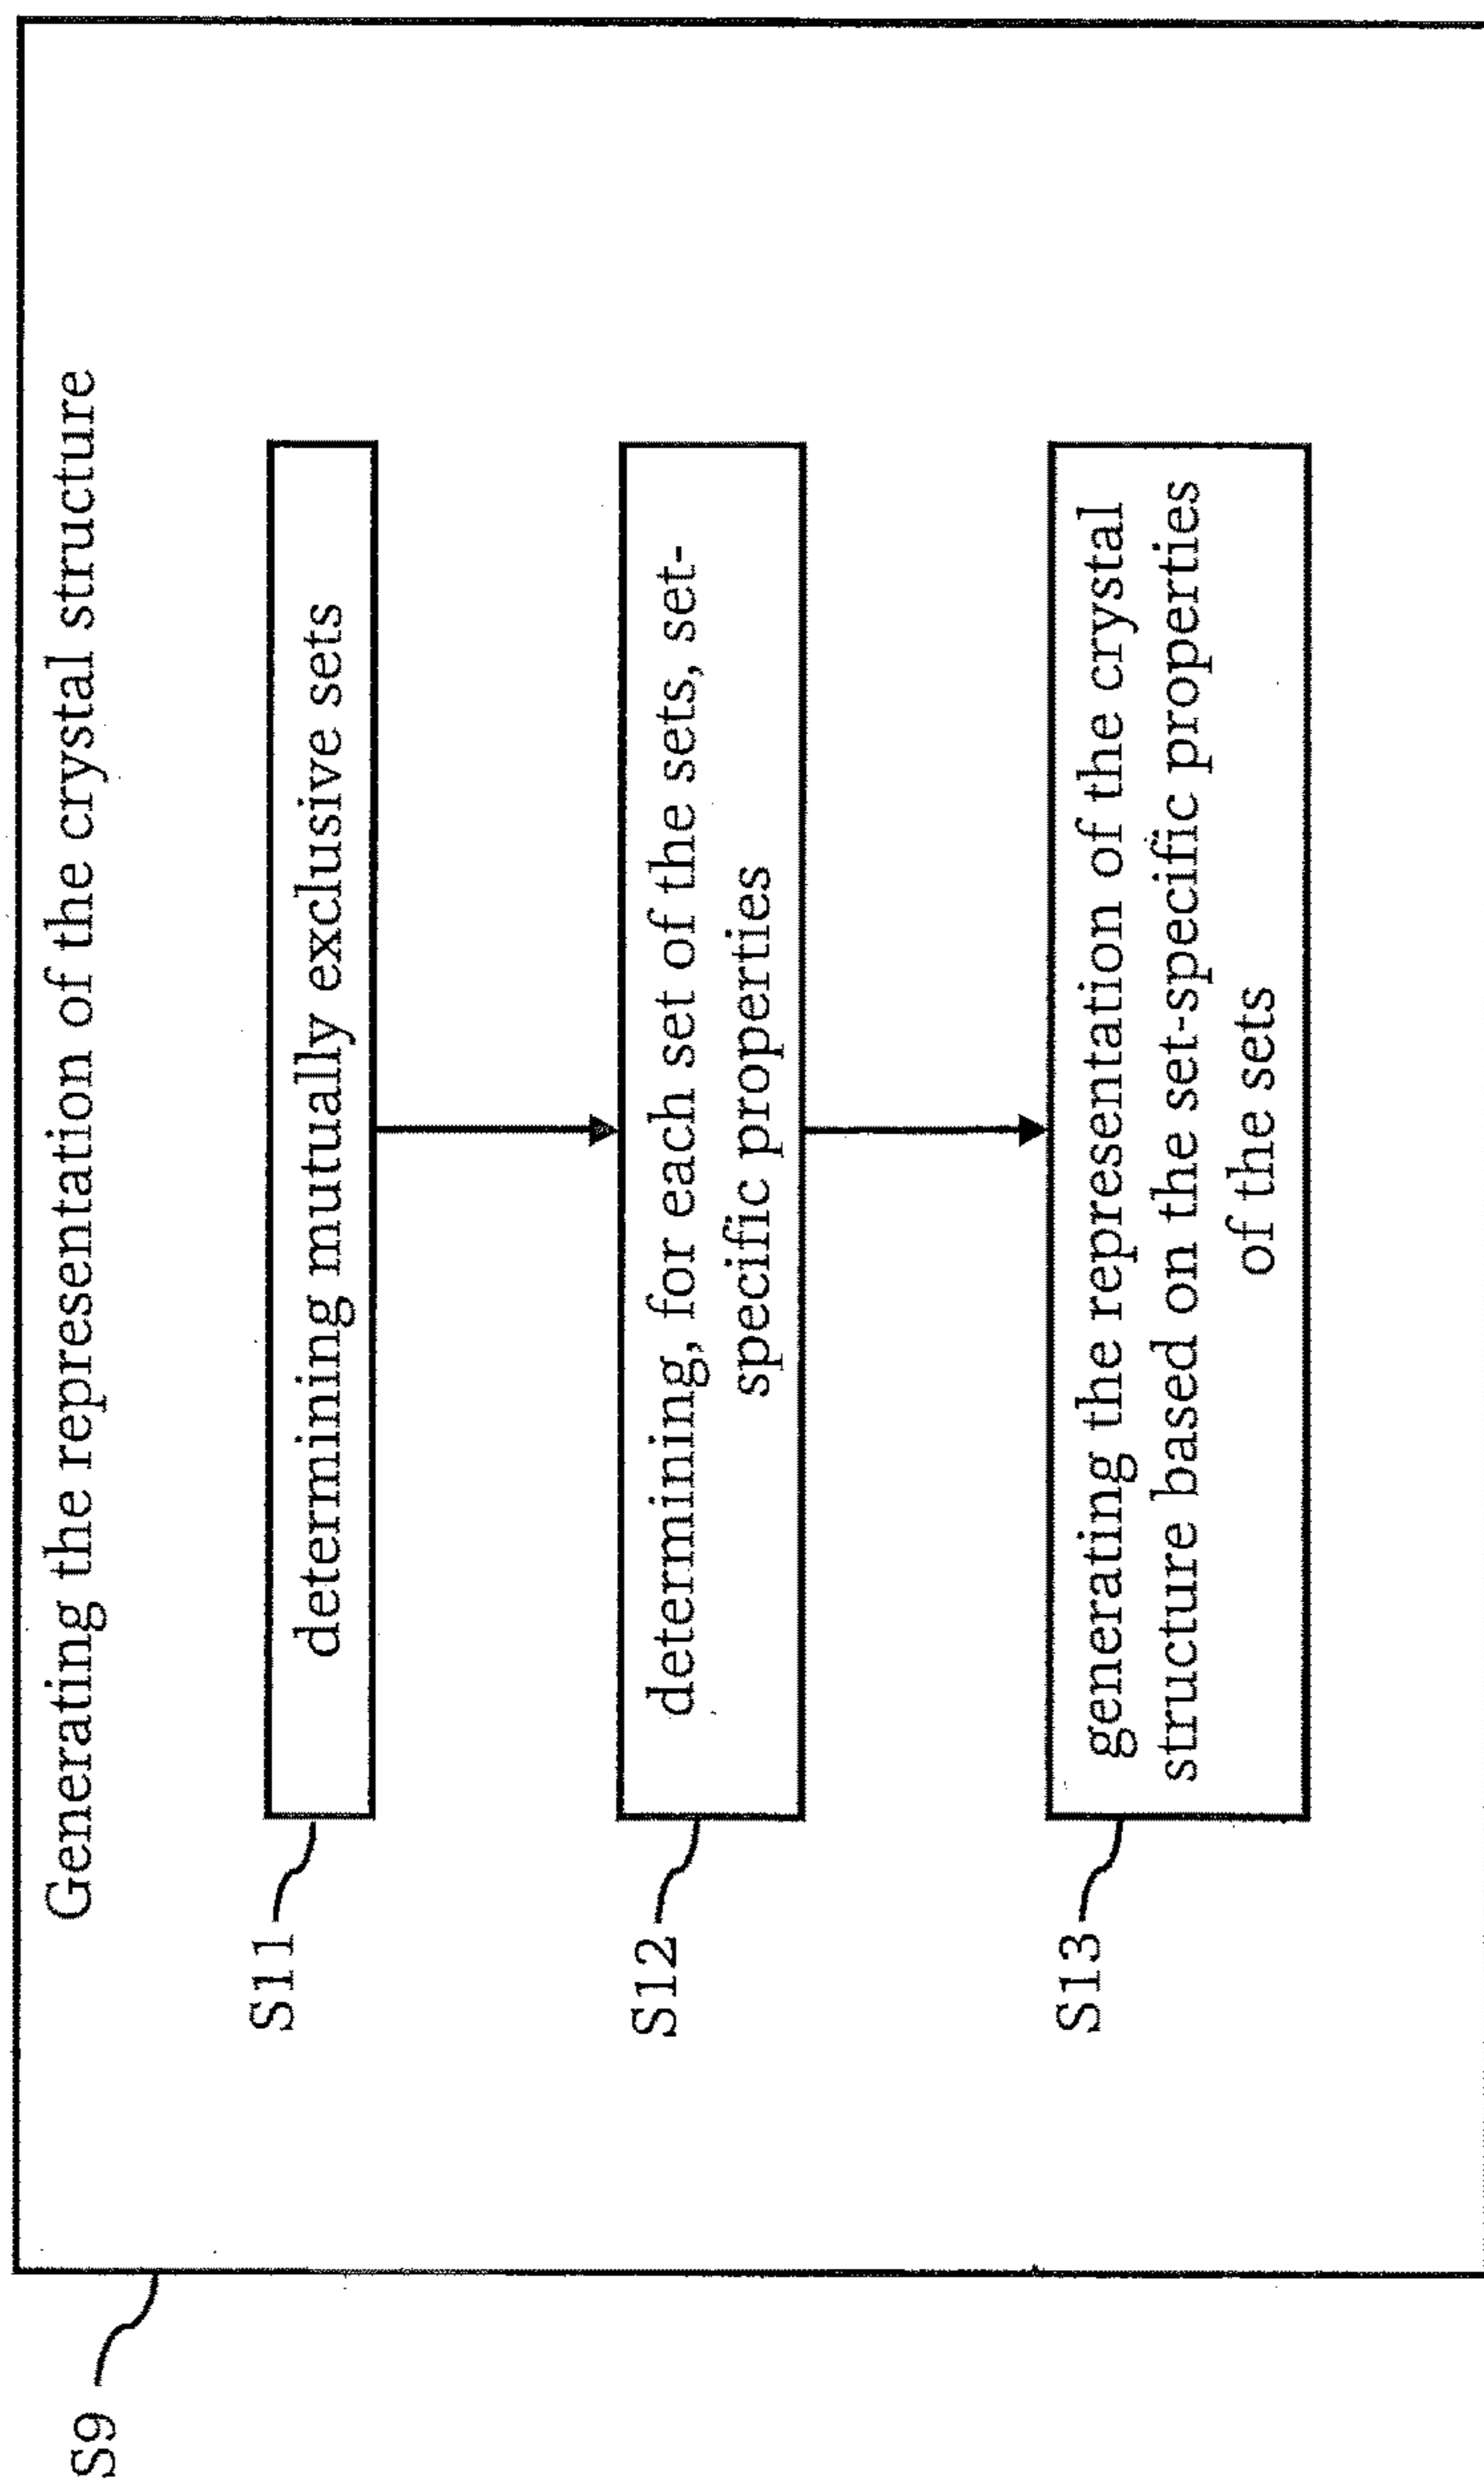 S9
Generating the representation of the crystal structure
S11
determining mutually exclusive sets
S12
determining, for each set of the sets, set-
specific properties
S13
generating the representation of the crystal
structure based on the set-specific properties
of the sets